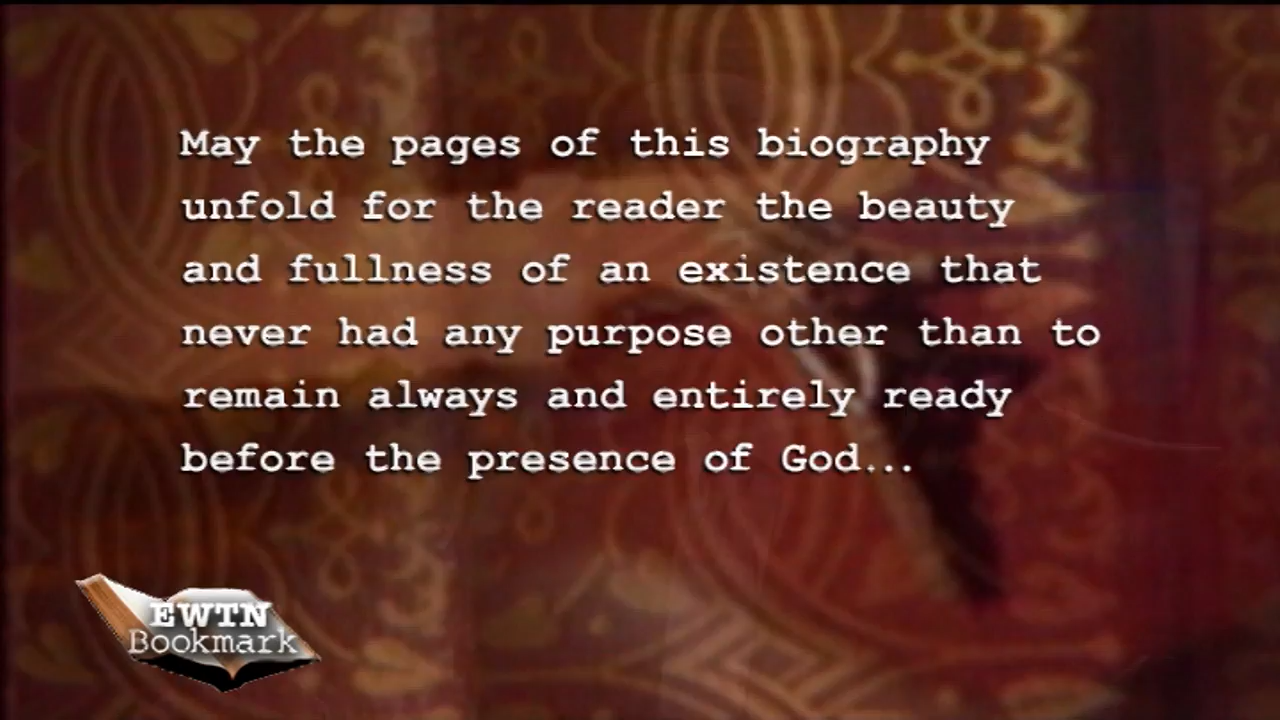 May the pages of this biography
unfold for the reader the beauty
and fullness of an existence that
never had any purpose other than to
remain always and entirely ready
before the presence of God...
EWTN
Bookmark